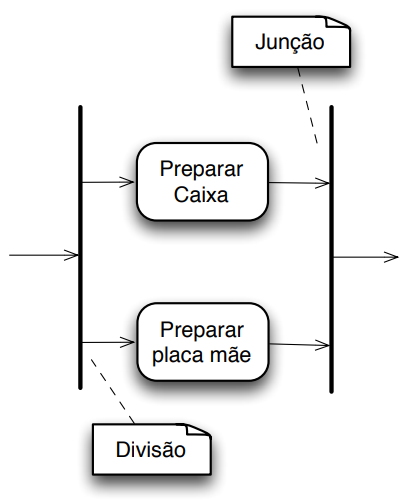 Junção
Preparar
Caixa
Preparar
placa mãe
Divisão